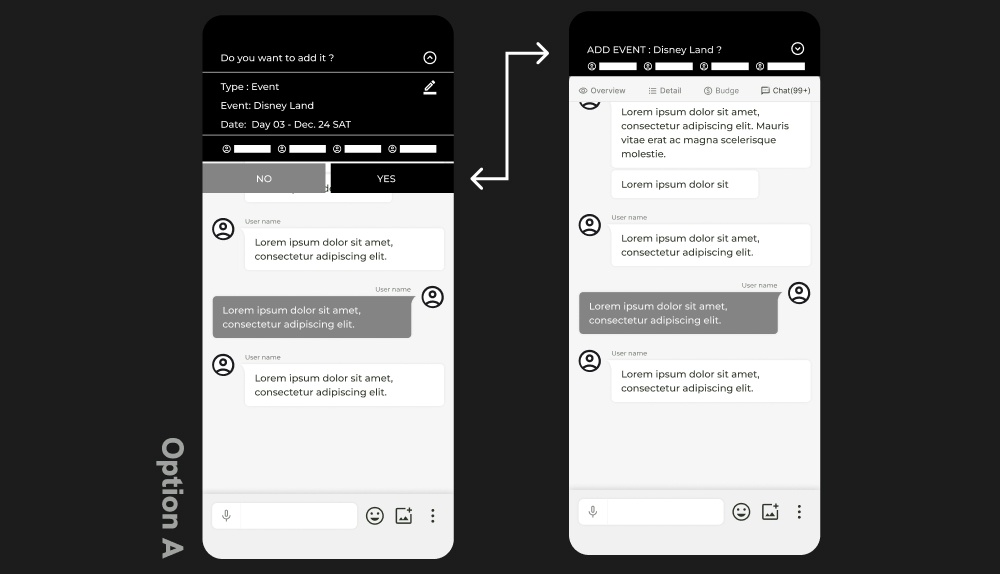 Do you want to add it ?
Type : Event
Event: Disney Land
Date:  Day 03 - Dec. 24 SAT
NO
YES
User name
Lorem ipsum dolor sit amet,
consectetur adipiscing elit.
User name
Lorem ipsum dolor sit amet,
consectetur adipiscing elit.
User name
Lorem ipsum dolor sit amet,
consectetur adipiscing elit.
Option A
ADD EVENT : Disney Land ?
Overview
Detail
Budge
Chat(99+)
Lorem ipsum dolor sit amet,
consectetur adipiscing elit. Mauris
vitae erat ac magna scelerisque
molestie.
Lorem ipsum dolor sit
User name
Lorem ipsum dolor sit amet,
consectetur adipiscing elit.
User name
Lorem ipsum dolor sit amet,
consectetur adipiscing elit.
User name
Lorem ipsum dolor sit amet,
consectetur adipiscing elit.